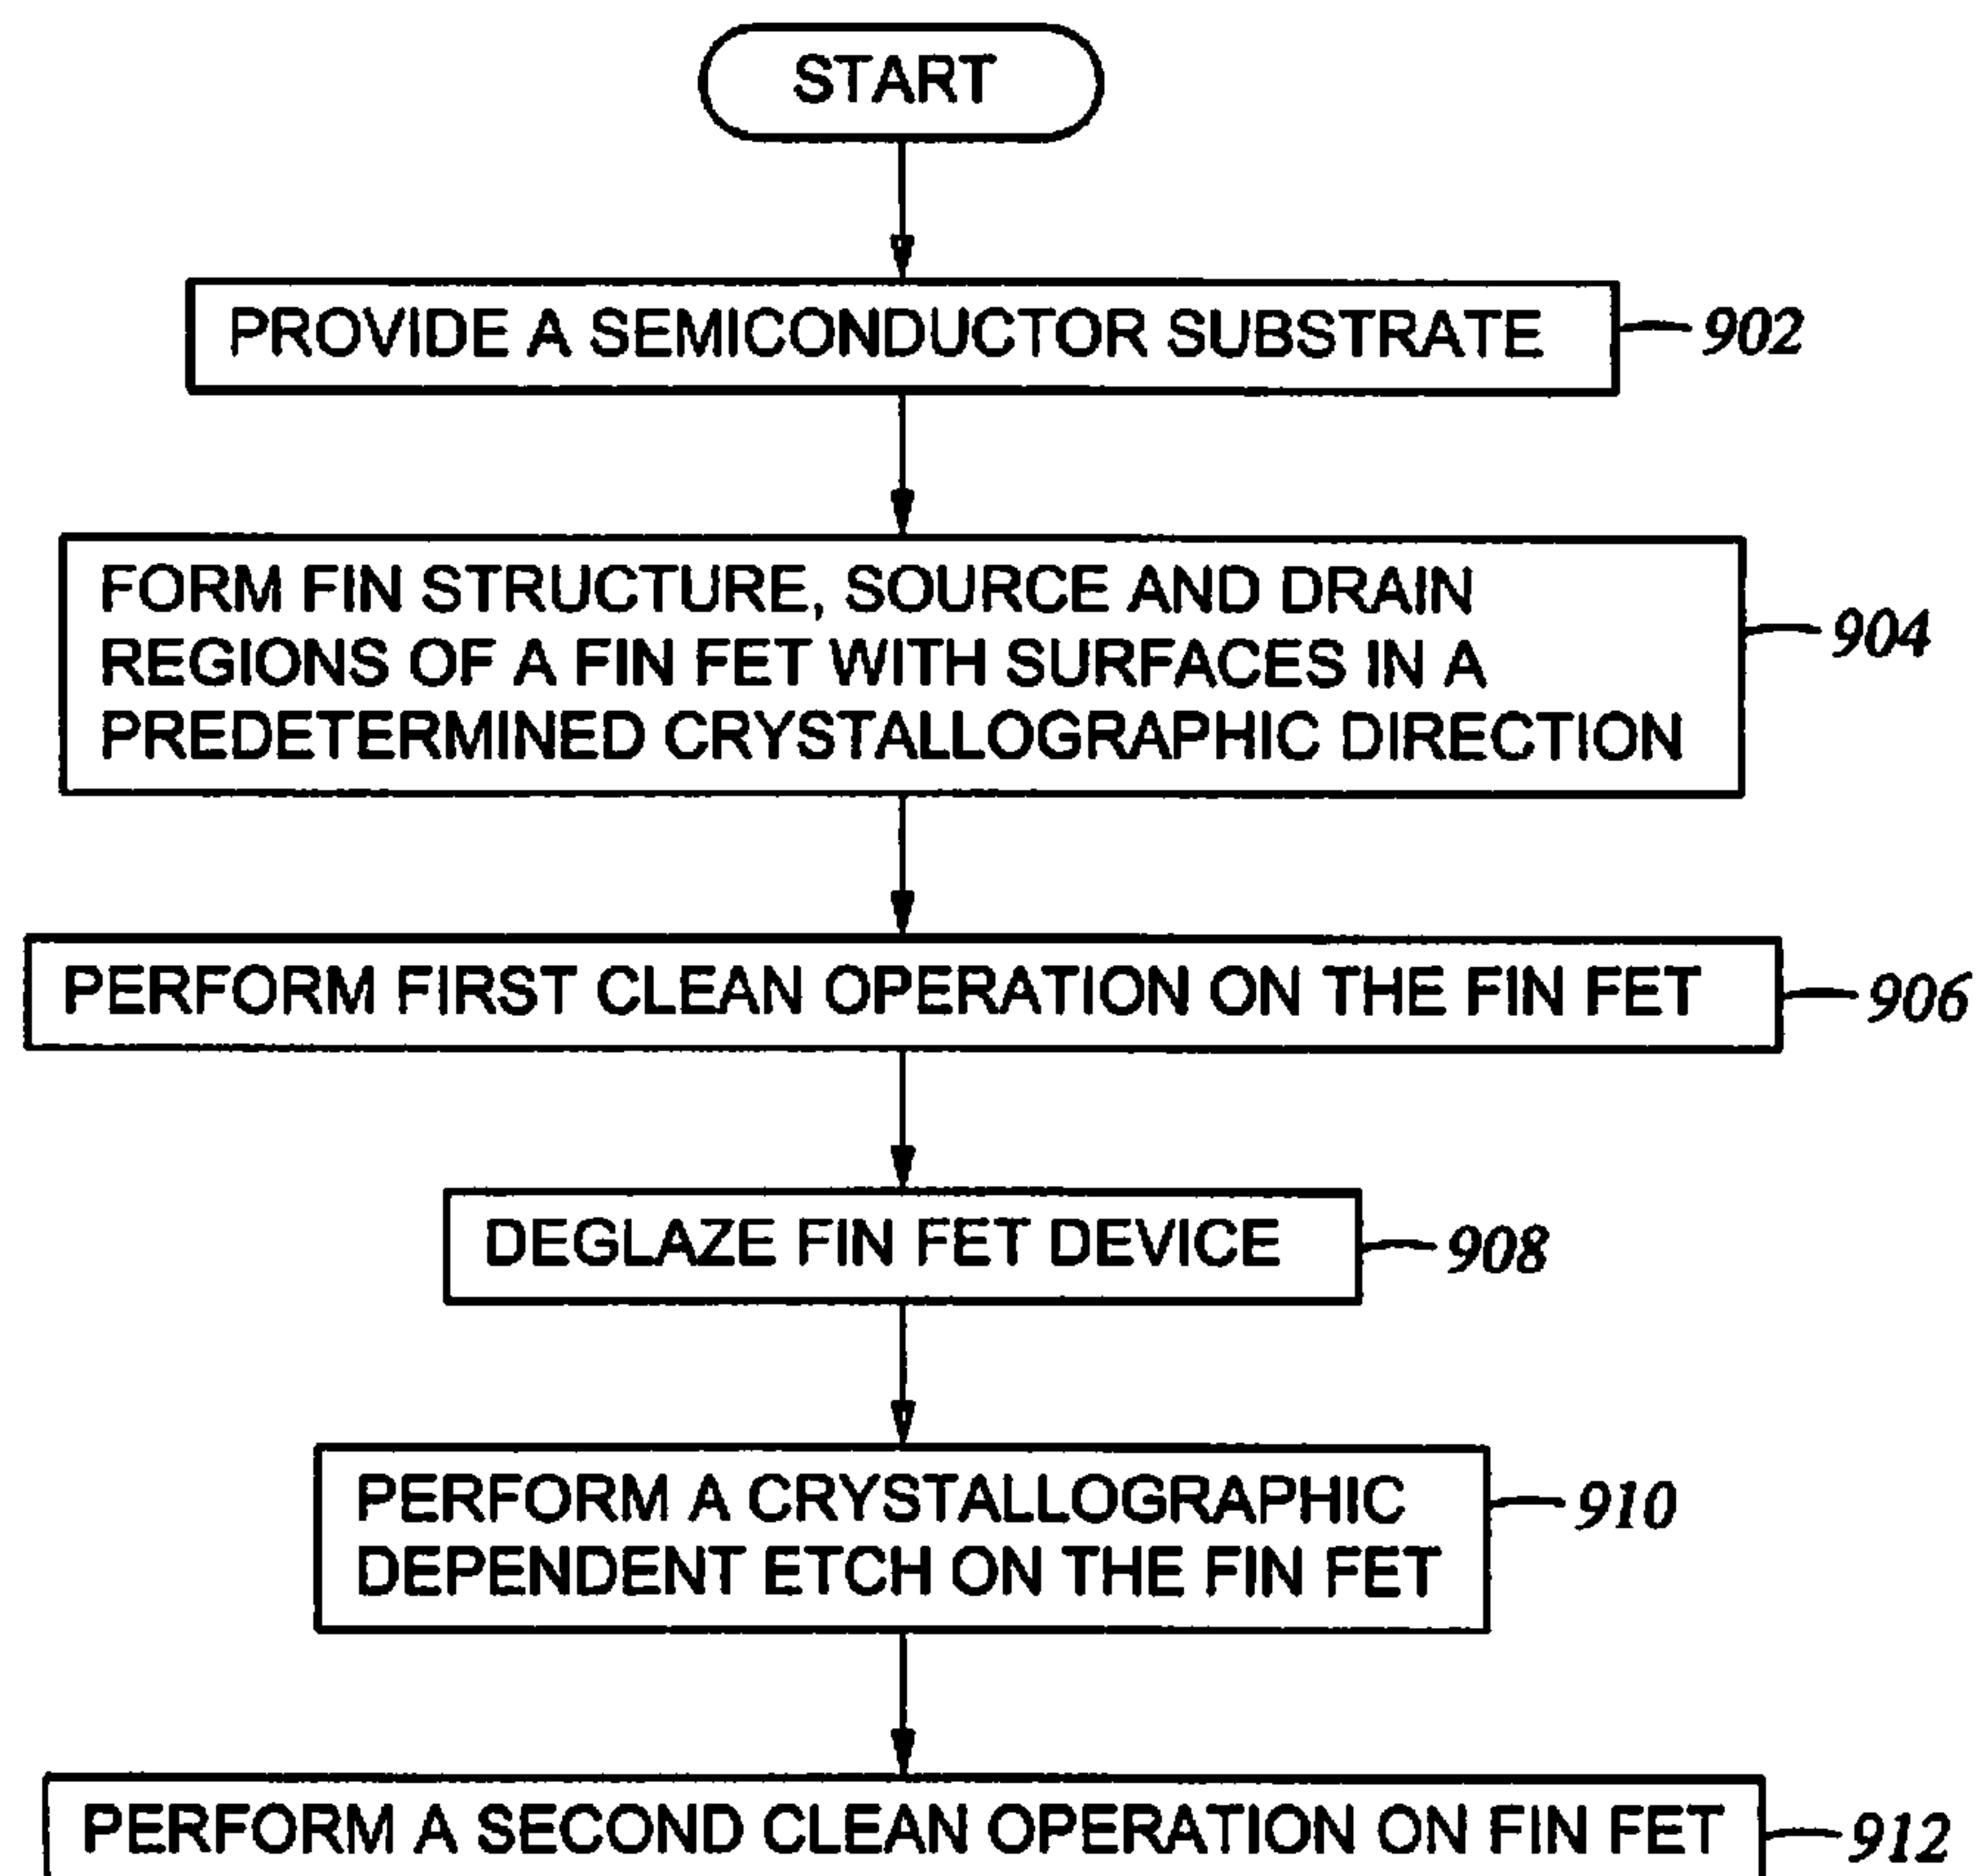 START
PROVIDE A SEMICONDUCTOR SUBSTRATE
902
FORM FIN STRUCTURE, SOURCE AND DRAIN
REGIONS OF A FIN FET WITH SURFACES IN A
PREDETERMINED CRYSTALLOGRAPHIC DIRECTION
904
PERFORM FIRST CLEAN OPERATION ON THE FIN FET
906
DEGLAZE FIN FET DEVICE
908
PERFORM A CRYSTALLOGRAPHIC
DEPENDENT ETCH ON THE FIN FET
910
PERFORM A SECOND CLEAN OPERATION ON FIN FET
912